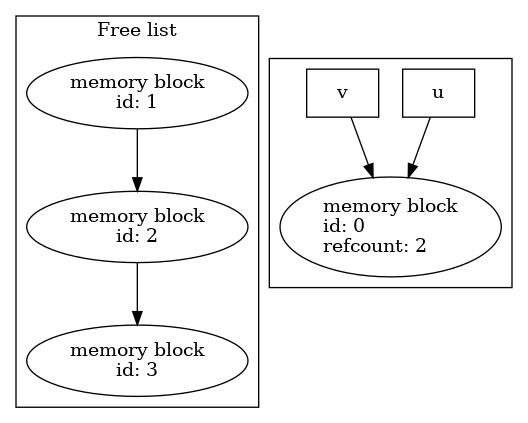 Free list
memory block
id: 1
memory block
id: 2
memory block
id: 3
v
u
memory block
id: 0
refcount: 2